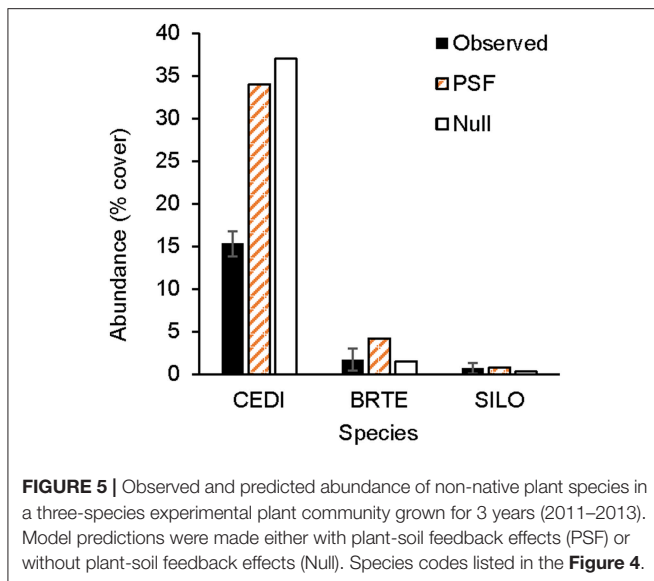 40
35
30
25
20
15
10
5
0
Abundance (% cover)
Observed
PSF
Null
CEDI BRTE SILO
Species
FIGURE 5 | Observed and predicted abundance of non-native plant species in
a three-species experimental plant community grown for 3 years (2011–2013).
Model predictions were made either with plant-soil feedback effects (PSF) or
without plant-soil feedback effects (Null). Species codes listed in the Figure 4.